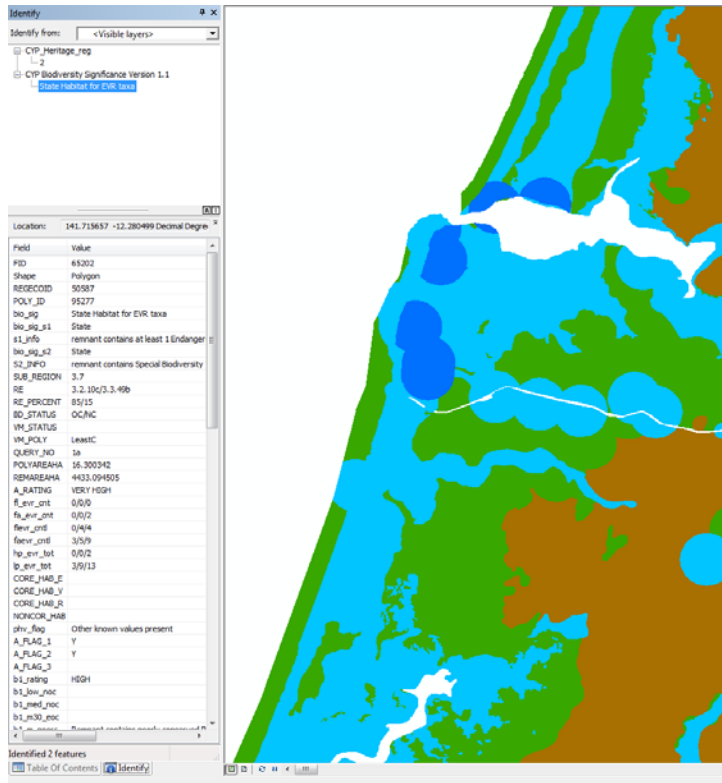 Identify
Identify from: <Visible layers>
CYP_Heritage_reg
2
CYP Biodiversity Significance Version 1.1
State Habitat for EVR taxa
Location: 141.715657 -12.280499 Decimal Degre
Field Value
FID 65202
Shape Polygon
REGECOID 50587
POLY_ID 95277
bio_sig State Habitat for EVR taxa
bio_sig_s1 State
s1_info remnant contains at least 1 Endanger
bio_sig_s2 State
S2_INFO remnant contains Special Biodiversity
SUB_REGION 3.7
RE 3.2.10c/3.3.49b
RE_PERCENT 85/15
BD_STATUS OC/NC
VM_STATUS
VM_POLY LeastC
QUERY_NO 1a
POLYAREAHA 16.300342
REMAREAHA 4433.094505
A_RATING VERY HIGH
fl_evr_cnt 0/0/0
fa_evr_cnt 0/0/2
flevr_cntl 0/4/4
faevr_cntl 3/5/9
hp_evr_tot 0/0/2
lp_evr_tot 3/9/13
CORE_HAB_E
CORE_HAB_V
CORE_HAB_R
NONCOR_HAB
phv_flag Other known values present
A_FLAG_1 Y
A_FLAG_2 Y
A_FLAG_3
b1_rating HIGH
b1_low_noc
b1_med_noc
b1_m30_eoc
Identified 2 features
Table Of Contents Identify